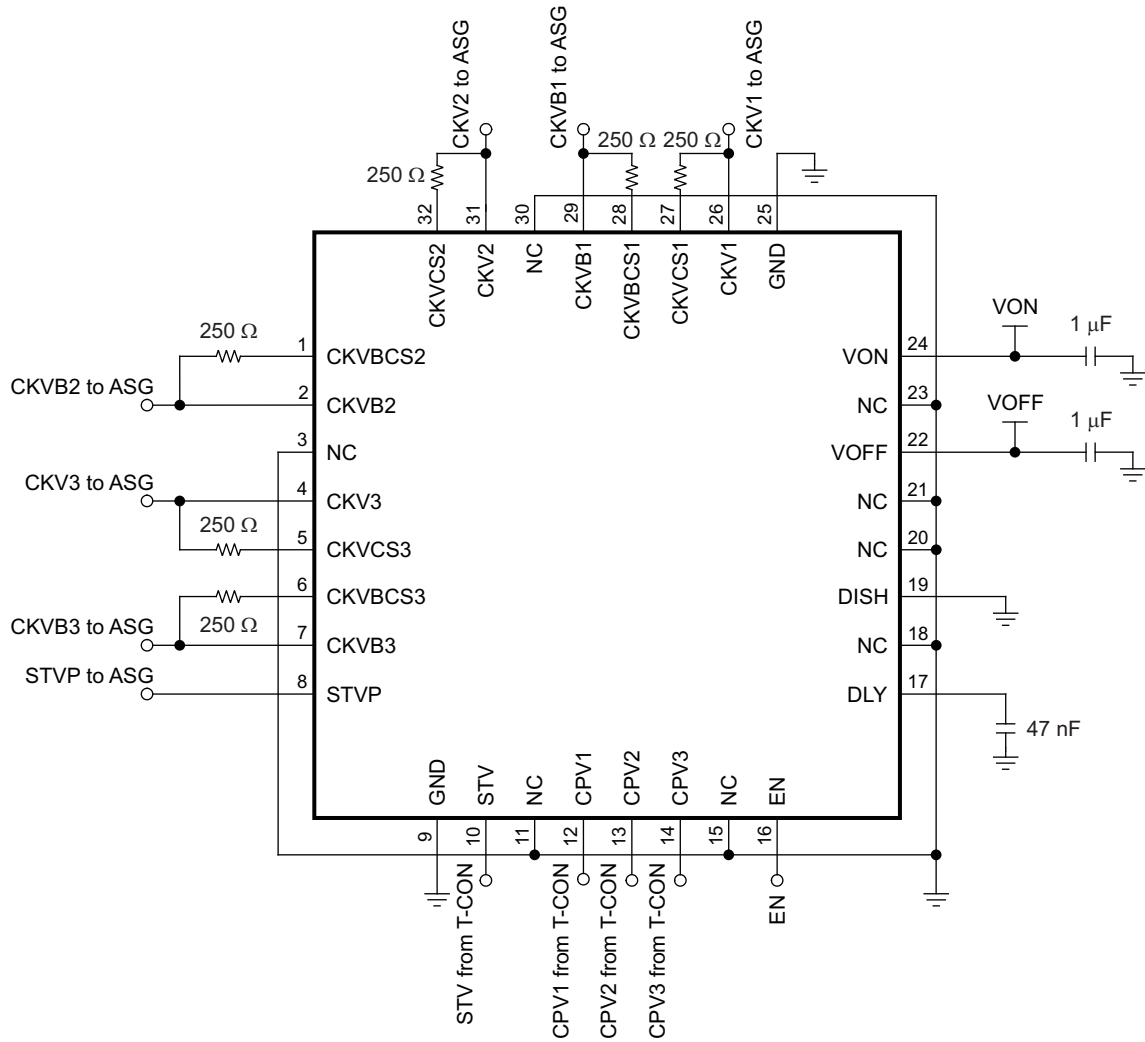 CKV2 to ASG
CKVB1 to ASG
CKV1 to ASG
250 Ω
250 Ω
250 Ω
32
31
30
29
28
27
26
25
CKVCS2
CKV2
NC
CKVB1
CKVBCS1
CKVCS1
CKV1
GND
250 Ω
1
CKVBCS2
CKVB2 to ASG
2
CKVB2
3
NC
CKV3 to ASG
4
CKV3
250 Ω
5
CKVCS3
6
CKVBCS3
CKVB3 to ASG
250 Ω
7
CKVB3
STVP to ASG
8
STVP
VON
1 μF
VON
24
NC
23
VOFF
1 μF
VOFF
22
NC
21
NC
20
DISH
19
NC
18
DLY
17
47 nF
GND
STV
NC
CPV1
CPV2
CPV3
NC
EN
9
10
11
12
13
14
15
16
STV from T-CON
CPV1 from T-CON
CPV2 from T-CON
CPV3 from T-CON
EN